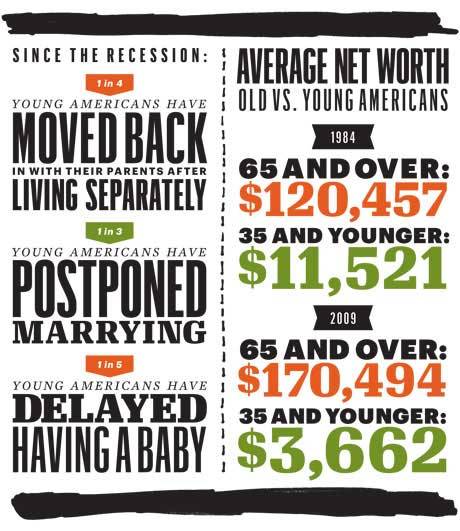 SINCE THE RECESSION:
1 in 4
YOUNG AMERICANS HAVE
MOVED BACK
IN WITH THEIR PARENTS AFTER
LIVING SEPARATELY
1 in 3
YOUNG AMERICANS HAVE
POSTPONED
MARRYING
1 in 5
YOUNG AMERICANS HAVE
DELAYED
HAVING A BABY
AVERAGE NET WORTH
OLD VS. YOUNG AMERICANS
1984
65 AND OVER:
$120,457
35 AND YOUNGER:
$11,521
2009
65 AND OVER:
$170,494
35 AND YOUNGER:
$3,662